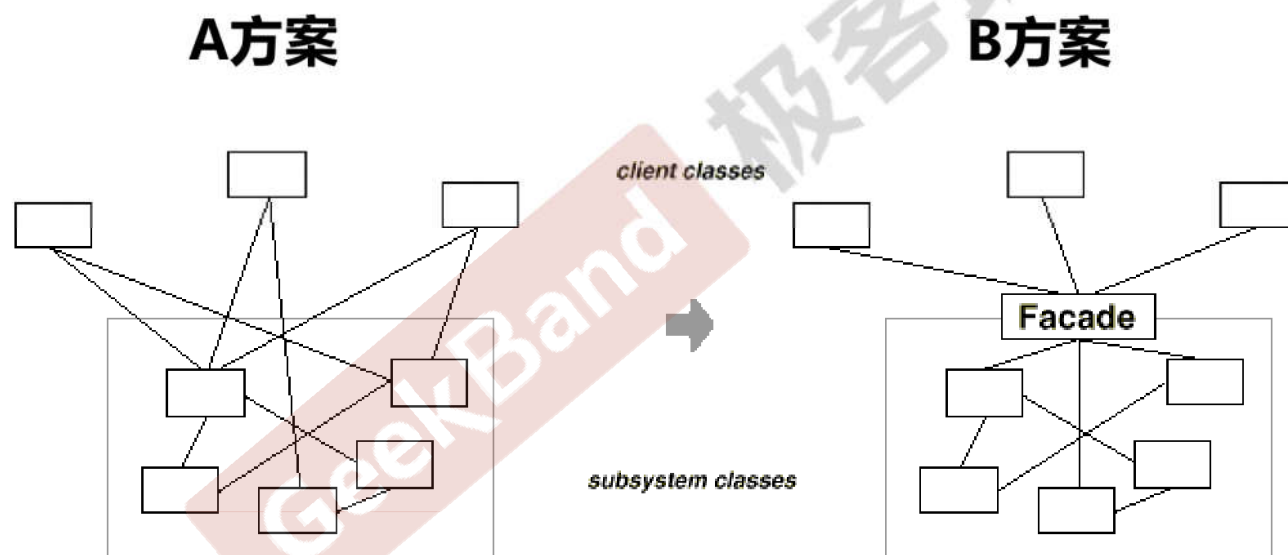 A方案
B方案
极客
client classes
GeekBand
Facade
subsystem classes